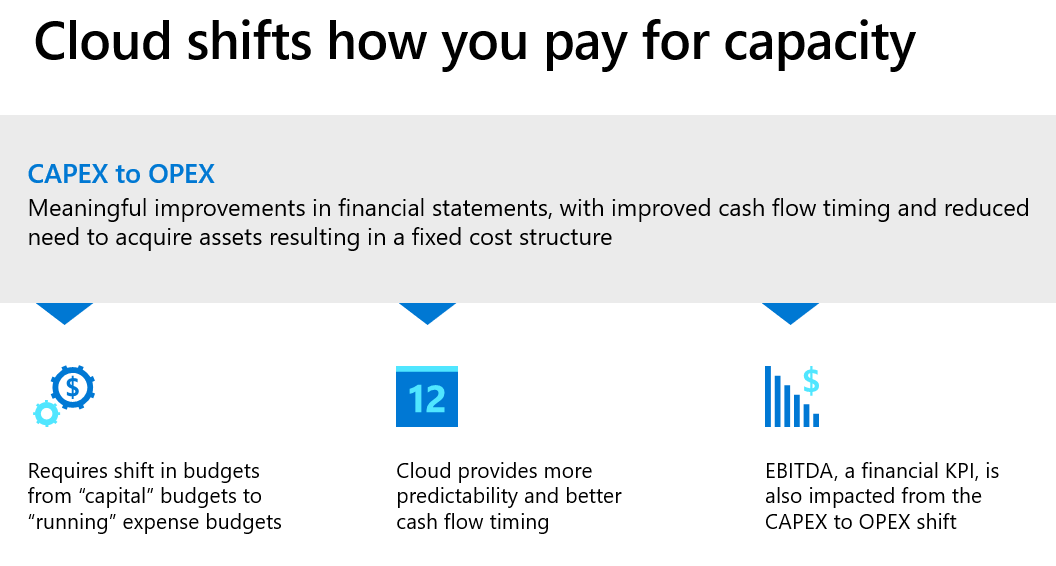 Cloud shifts how you pay for capacity
CAPEX to OPEX
Meaningful improvements in financial statements, with improved cash flow timing and reduced
need to acquire assets resulting in a fixed cost structure
$
12
$
Requires shift in budgets
from “capital” budgets to
“running” expense budgets
Cloud provides more
predictability and better
cash flow timing
EBITDA, a financial KPI, is
also impacted from the
CAPEX to OPEX shift